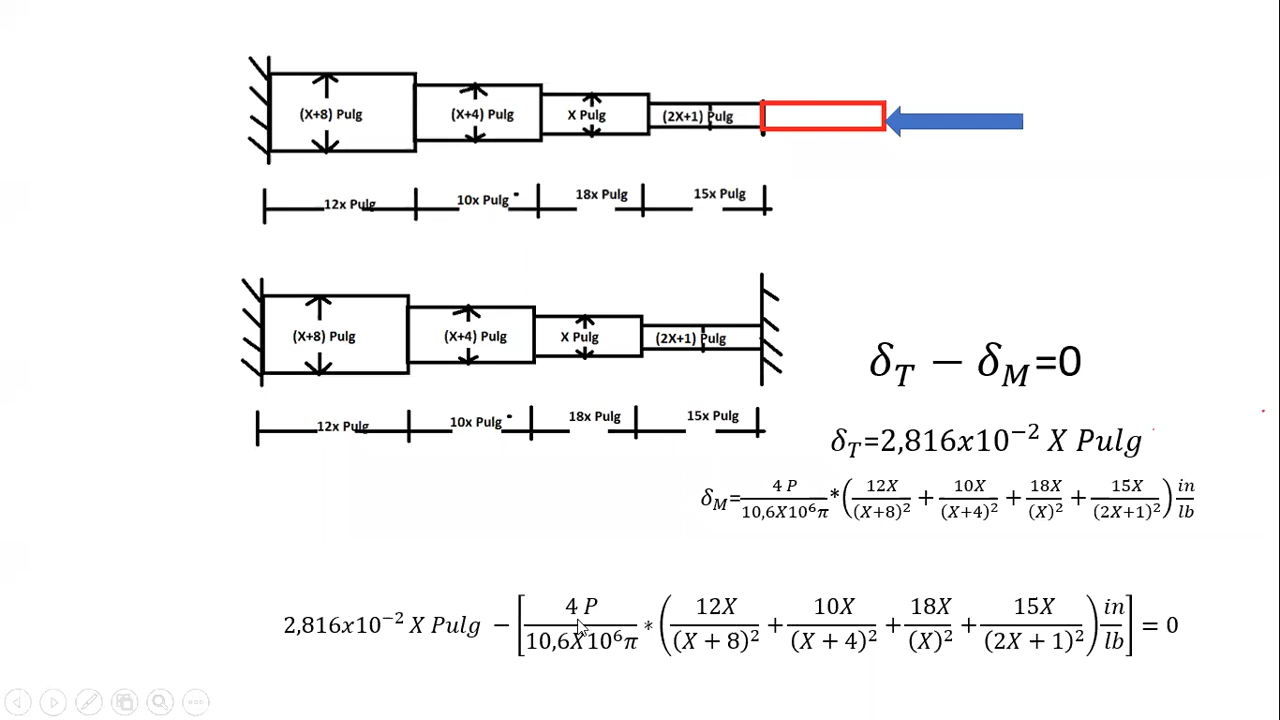 (X+8) Pulg (X+4) Pulg X Pulg (2X+1) Pulg
12x Pulg 10x Pulg 18x Pulg 15x Pulg
(X+8) Pulg (X+4) Pulg X Pulg (2X+1) Pulg
12x Pulg 10x Pulg 18x Pulg 15x Pulg
δ_T − δ_M=0
δ_T=2,816x10⁻² X Pulg
δ_M= 4 P / 10,6X10⁶π * ( 12X / (X+8)² + 10X / (X+4)² + 18X / (X)² + 15X / (2X+1)² ) in / lb
2,816x10⁻² X Pulg − [ 4 P / 10,6X10⁶π * ( 12X / (X + 8)² + 10X / (X + 4)² + 18X / (X)² + 15X / (2X + 1)² ) in / lb ] = 0